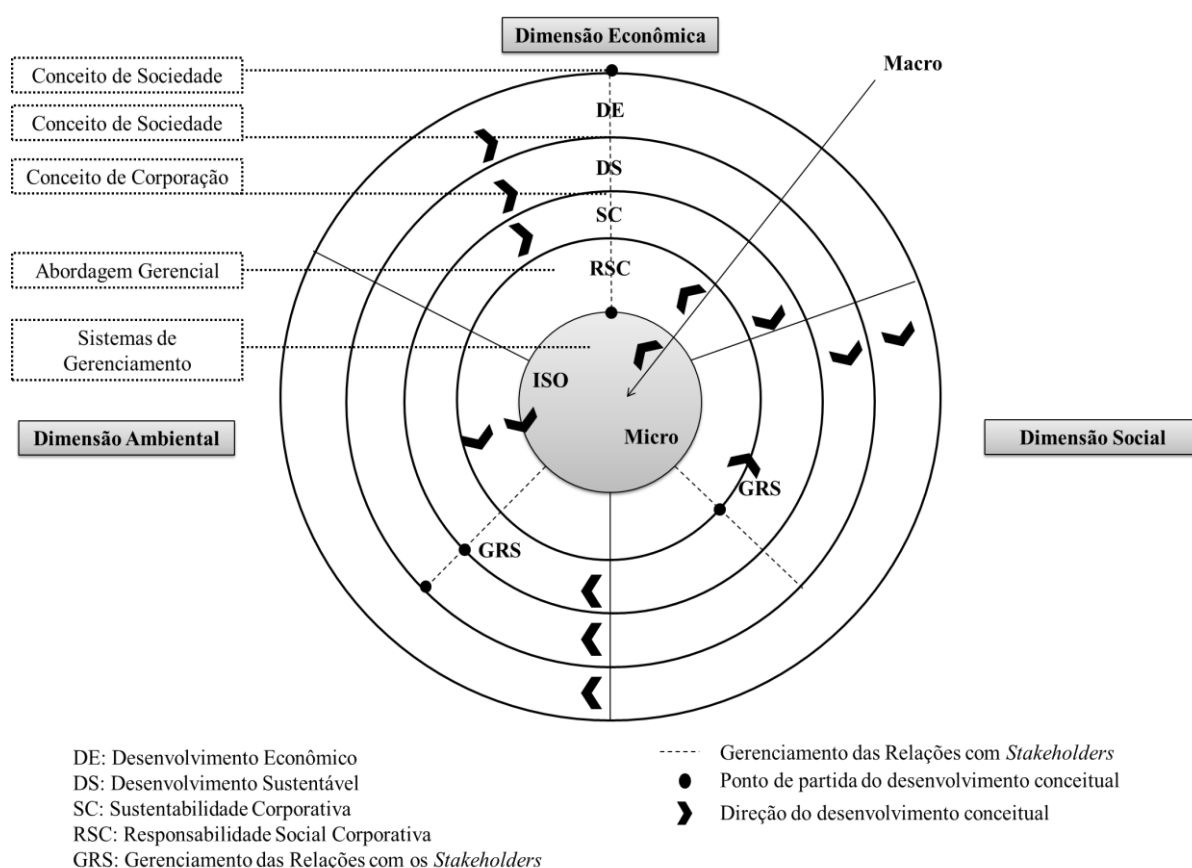 Dimensão Econômica
Macro
Conceito de Sociedade
Conceito de Sociedade
Conceito de Corporação
Abordagem Gerencial
Sistemas de
Gerenciamento
DE
DS
SC
RSC
ISO
Micro
Dimensão Ambiental
Dimensão Social
GRS
GRS
DE: Desenvolvimento Econômico
DS: Desenvolvimento Sustentável
SC: Sustentabilidade Corporativa
RSC: Responsabilidade Social Corporativa
GRS: Gerenciamento das Relações com os Stakeholders
Gerenciamento das Relações com Stakeholders
Ponto de partida do desenvolvimento conceitual
Direção do desenvolvimento conceitual